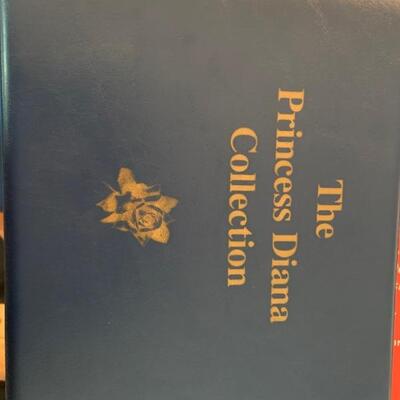 The
Princess Diana
Collection